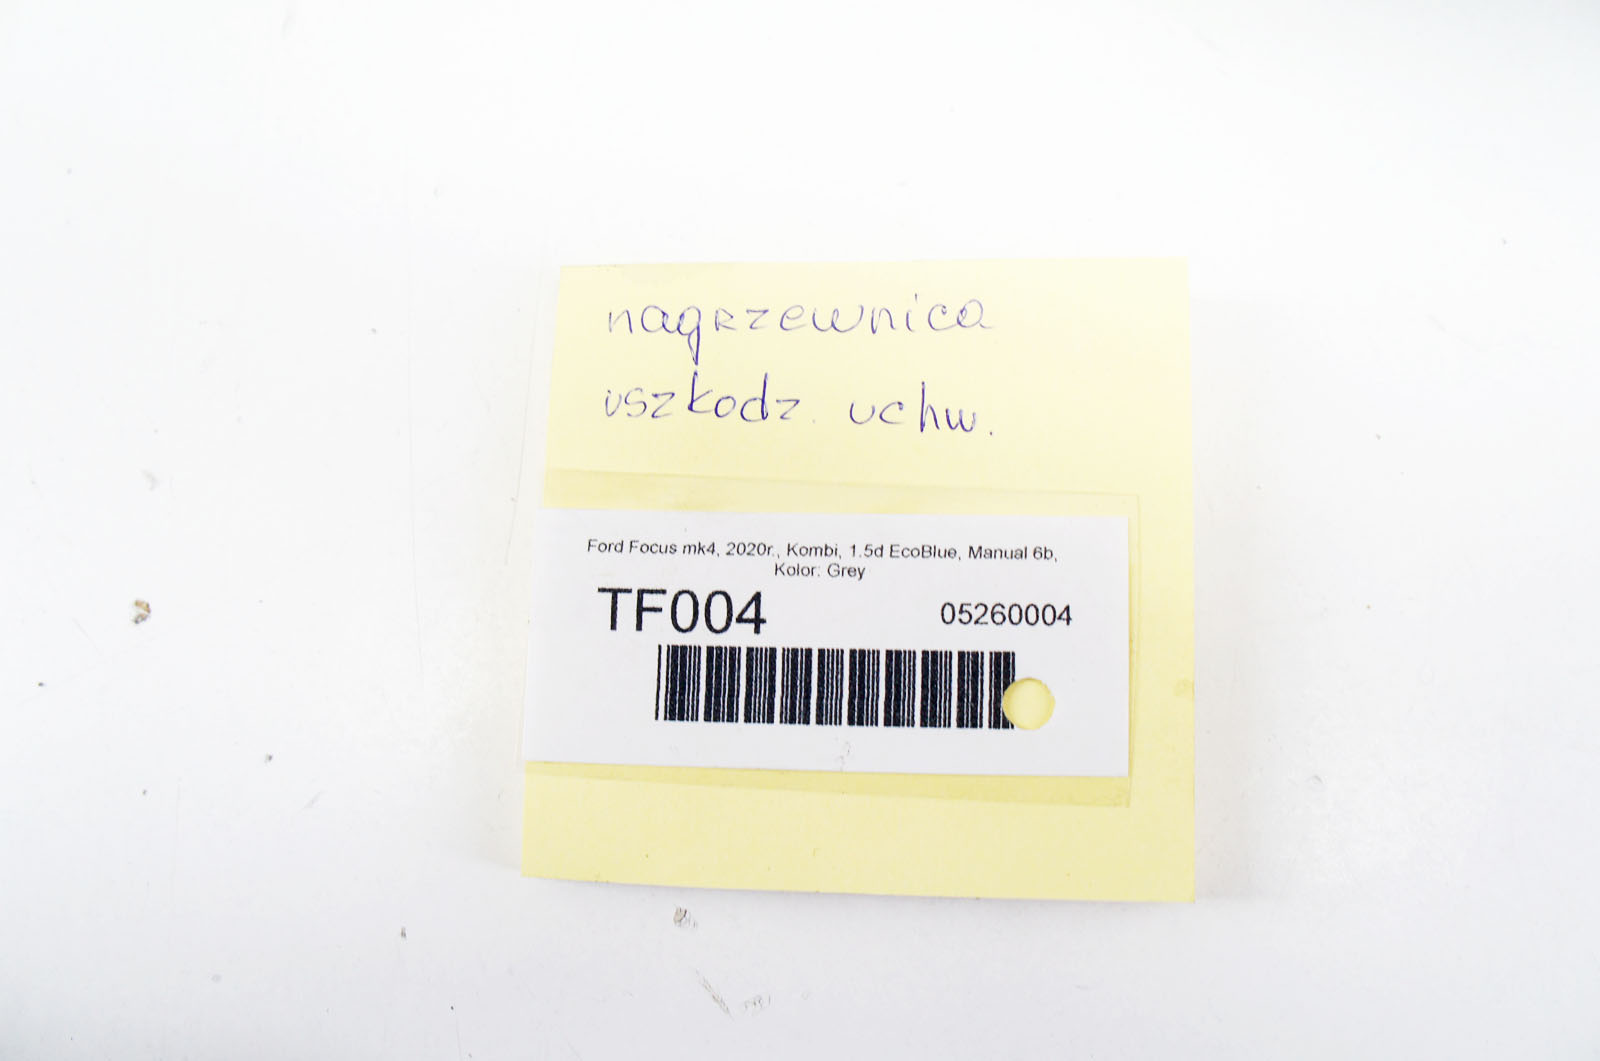 nagrzewnica
uszkodz. uchw.
Ford Focus mk4, 2020r., Kombi, 1.5d EcoBlue, Manual 6b,
Kolor: Grey
TF004 05260004